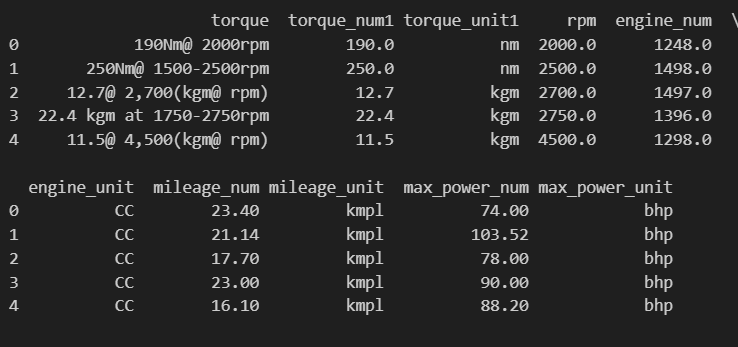 torque torque_num1 torque_unit1 rpm engine_num \
0 190Nm@ 2000rpm 190.0 nm 2000.0 1248.0
1 250Nm@ 1500-2500rpm 250.0 nm 2500.0 1498.0
2 12.7@ 2,700(kgm@ rpm) 12.7 kgm 2700.0 1497.0
3 22.4 kgm at 1750-2750rpm 22.4 kgm 2750.0 1396.0
4 11.5@ 4,500(kgm@ rpm) 11.5 kgm 4500.0 1298.0
engine_unit mileage_num mileage_unit max_power_num max_power_unit
0 CC 23.40 kmpl 74.00 bhp
1 CC 21.14 kmpl 103.52 bhp
2 CC 17.70 kmpl 78.00 bhp
3 CC 23.00 kmpl 90.00 bhp
4 CC 16.10 kmpl 88.20 bhp